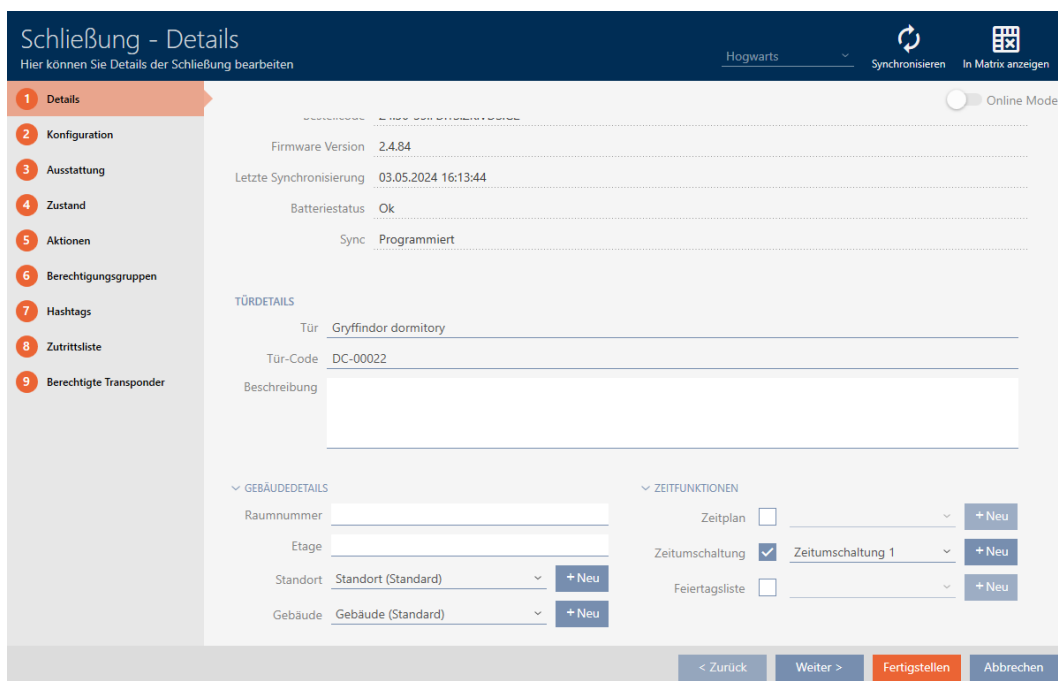 Schließung - Details
Hier können Sie Details der Schließung bearbeiten
Hogwarts
Synchronisieren
In Matrix anzeigen
1 Details
2 Konfiguration
3 Ausstattung
4 Zustand
5 Aktionen
6 Berechtigungsgruppen
7 Hashtags
8 Zutrittsliste
9 Berechtigte Transponder
Online Mode
Firmware Version 2.4.84
Letzte Synchronisierung 03.05.2024 16:13:44
Batteriestatus Ok
Sync Programmiert
TÜRDETAILS
Tür Gryffindor dormitory
Tür-Code DC-00022
Beschreibung
GEBÄUDEDETAILS
Raumnummer
Etage
Standort Standort (Standard) + Neu
Gebäude Gebäude (Standard) + Neu
ZEITFUNKTIONEN
Zeitplan + Neu
Zeitumschaltung Zeitumschaltung 1 + Neu
Feiertagsliste + Neu
< Zurück Weiter > Fertigstellen Abbrechen